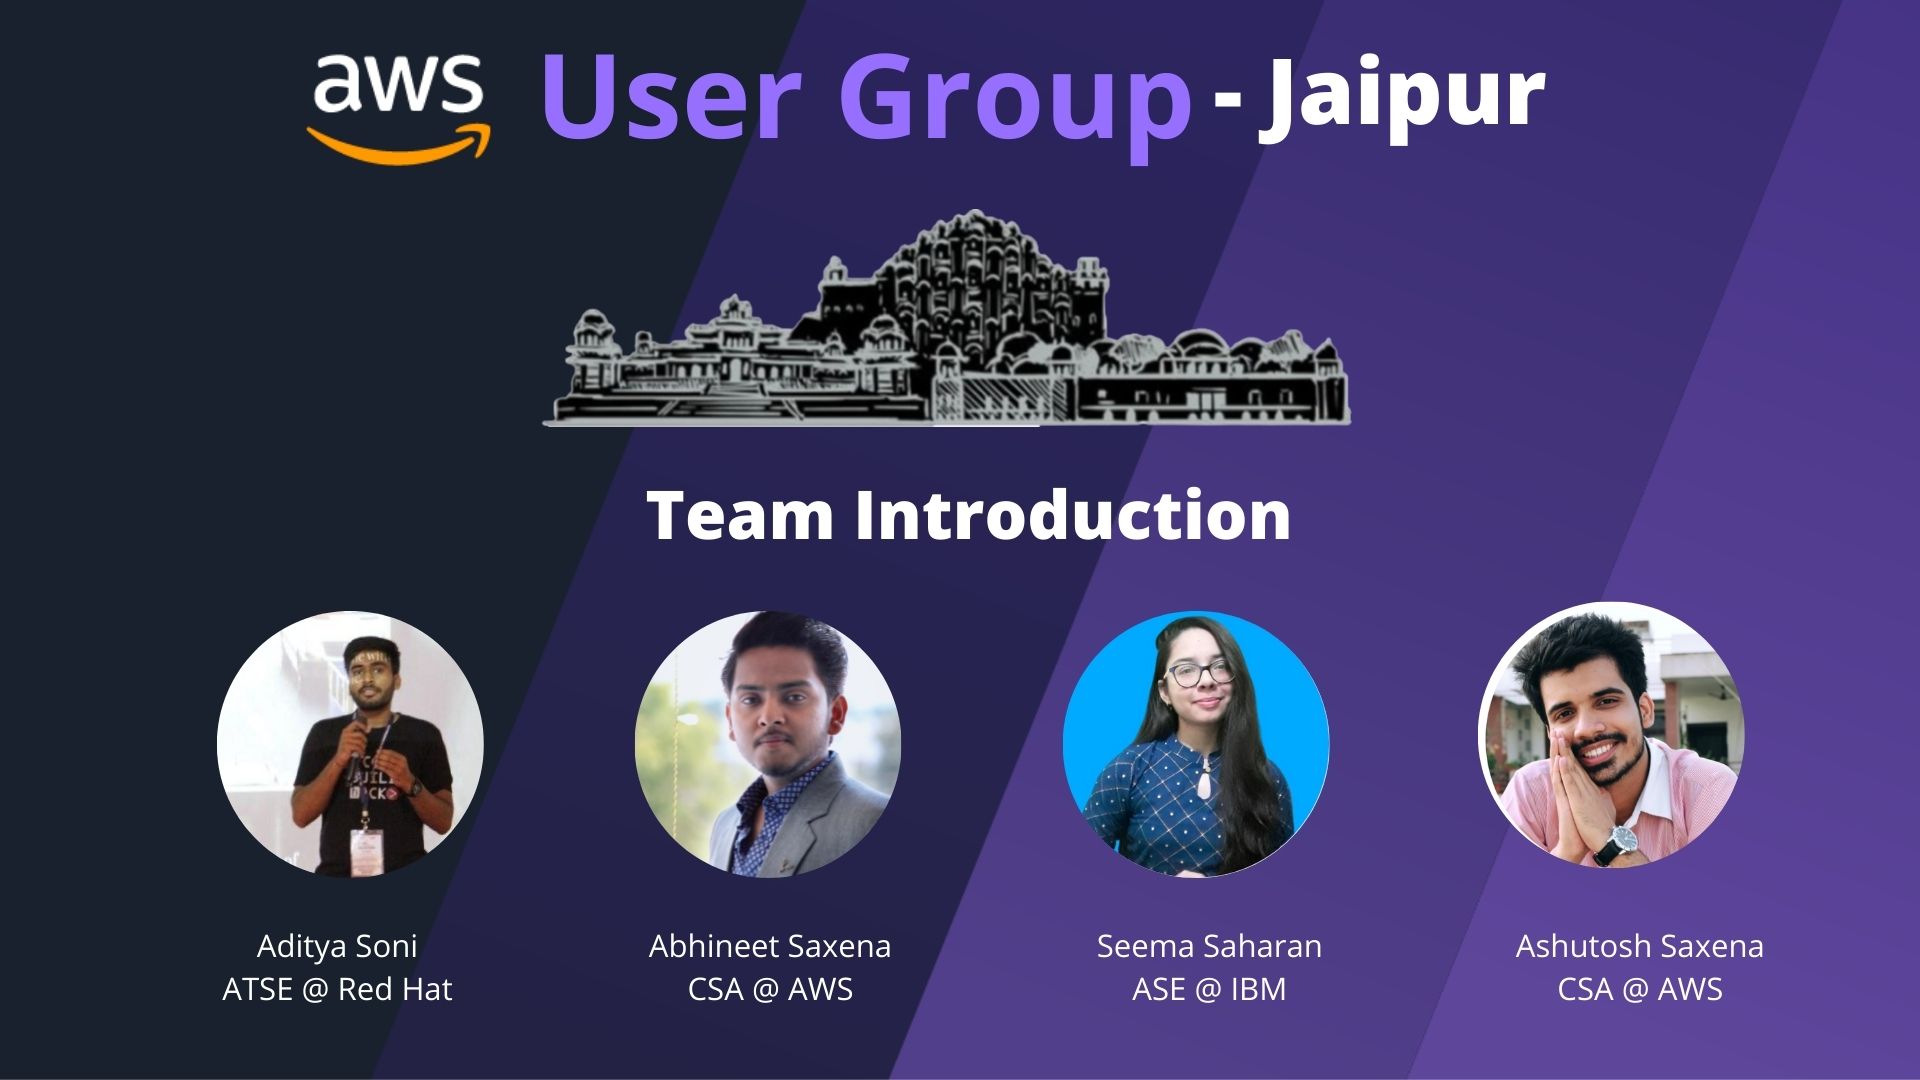 aws User Group - Jaipur
Team Introduction
Aditya Soni
ATSE @ Red Hat
Abhineet Saxena
CSA @ AWS
Seema Saharan
ASE @ IBM
Ashutosh Saxena
CSA @ AWS